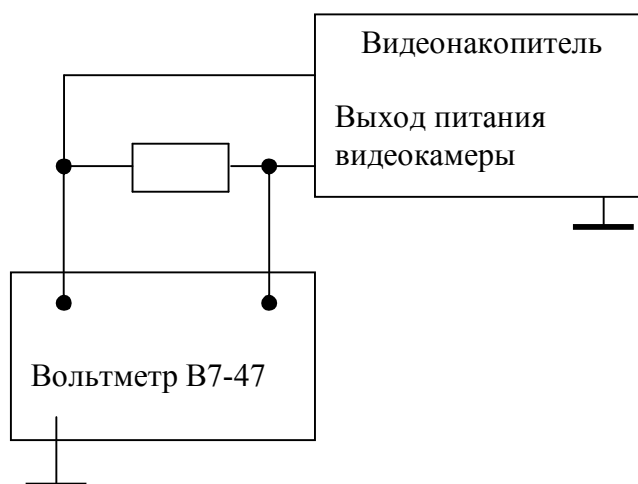 Видеонакопитель
Выход питания
видеокамеры
Вольтметр В7-47